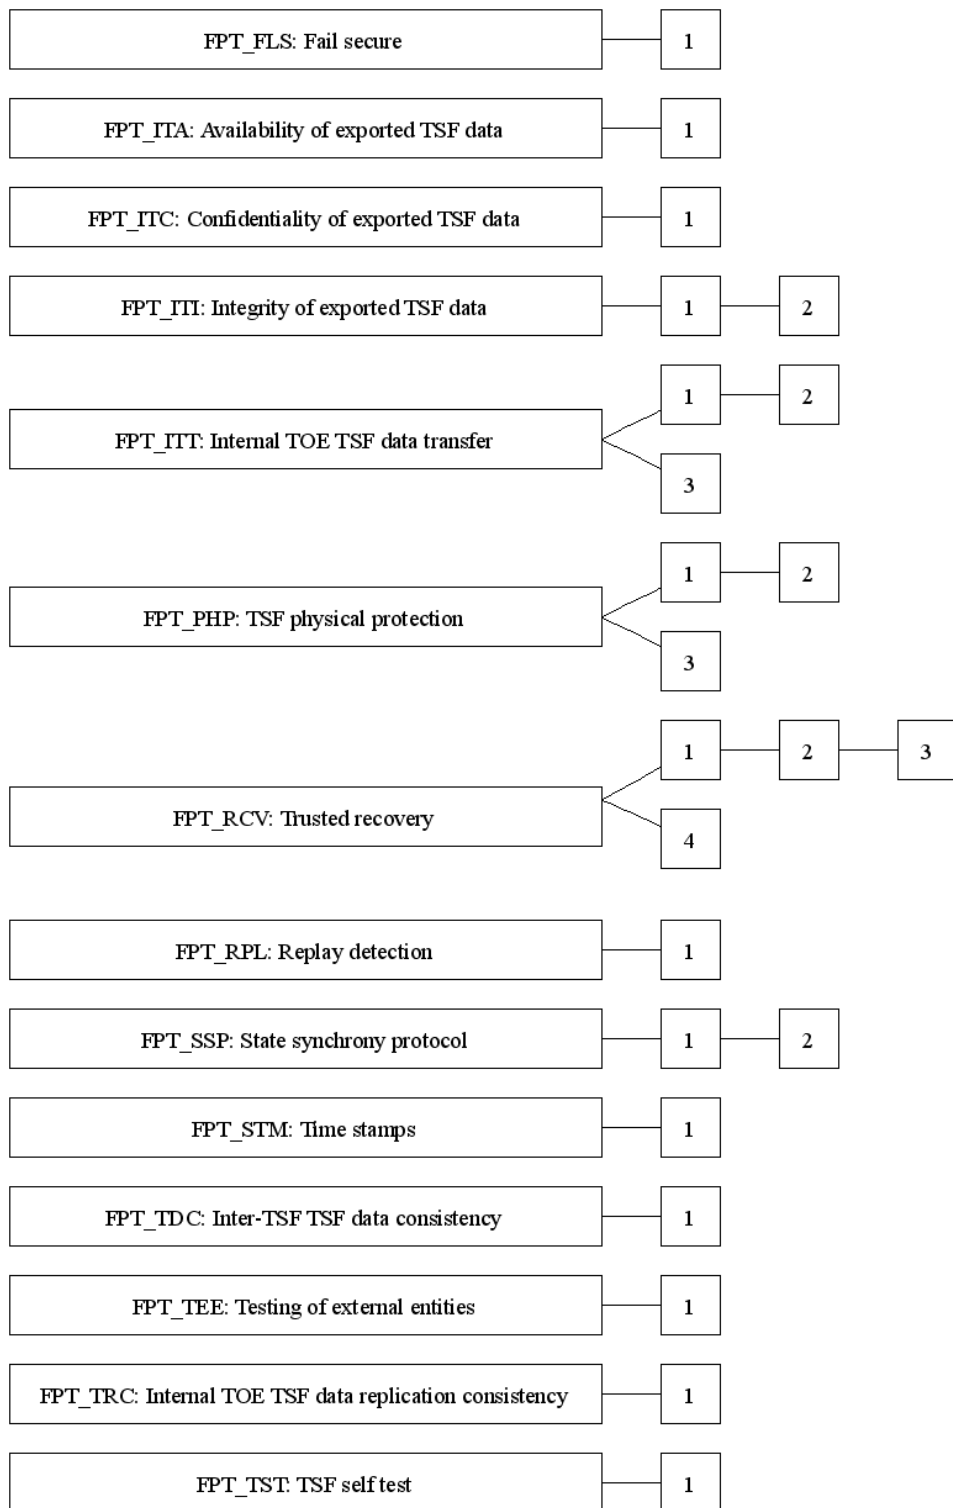 FPT_FLS: Fail secure 1
FPT_ITA: Availability of exported TSF data 1
FPT_ITC: Confidentiality of exported TSF data 1
FPT_ITI: Integrity of exported TSF data 1 2
1 2
FPT_ITT: Internal TOE TSF data transfer
3
1 2
FPT_PHP: TSF physical protection
3
1 2 3
FPT_RCV: Trusted recovery
4
FPT_RPL: Replay detection 1
FPT_SSP: State synchrony protocol 1 2
FPT_STM: Time stamps 1
FPT_TDC: Inter-TSF TSF data consistency 1
FPT_TEE: Testing of external entities 1
FPT_TRC: Internal TOE TSF data replication consistency 1
FPT_TST: TSF self test 1